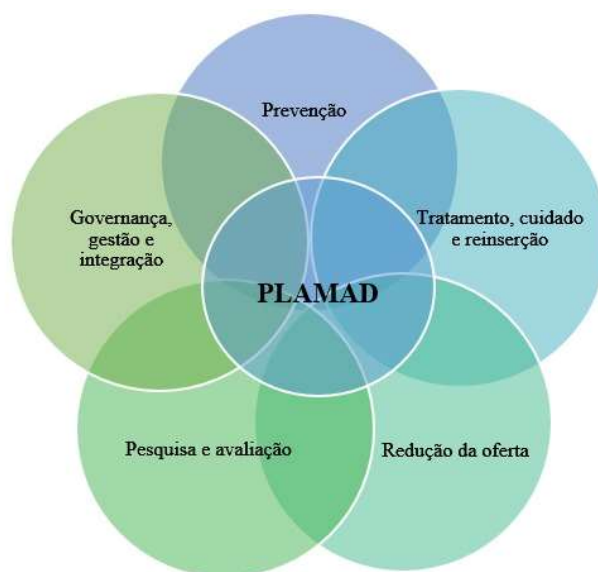 Prevenção
Governança,
gestão e
integração
Tratamento, cuidado
e reinserção
PLAMAD
Pesquisa e avaliação
Redução da oferta